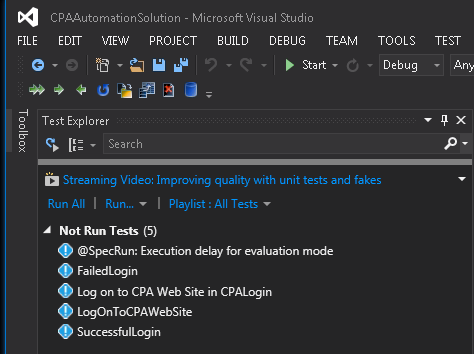 CPAAutomationSolution - Microsoft Visual Studio
FILE EDIT VIEW PROJECT BUILD DEBUG TEAM TOOLS TEST
Start Debug Any
Toolbox
Test Explorer
Search
Streaming Video: Improving quality with unit tests and fakes
Run All | Run... | Playlist : All Tests
Not Run Tests (5)
@SpecRun: Execution delay for evaluation mode
FailedLogin
Log on to CPA Web Site in CPALogin
LogOnToCPAWebSite
SuccessfulLogin